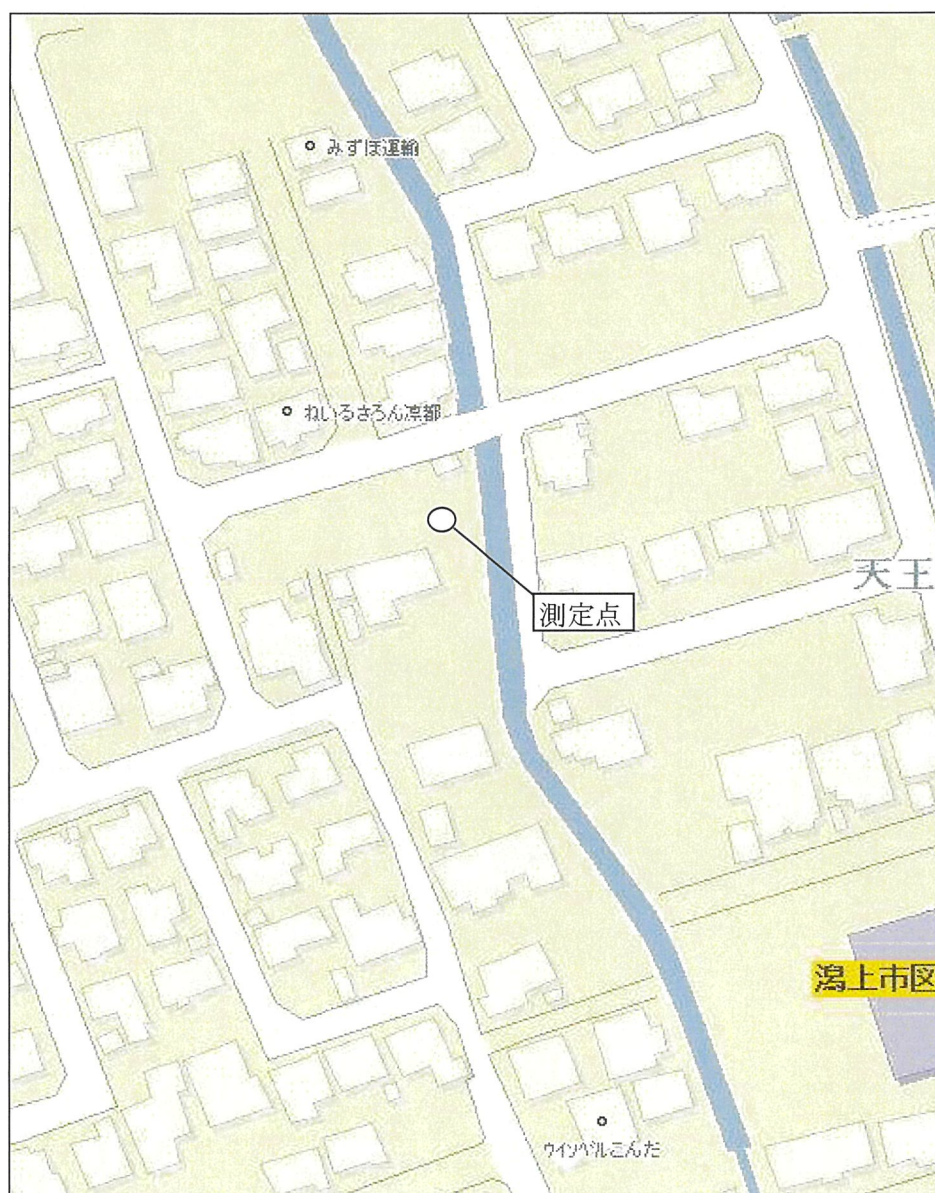 みずほ運輸
ねいるさろん凛都
測定点
天王
潟上市区
ウインベルこんだ